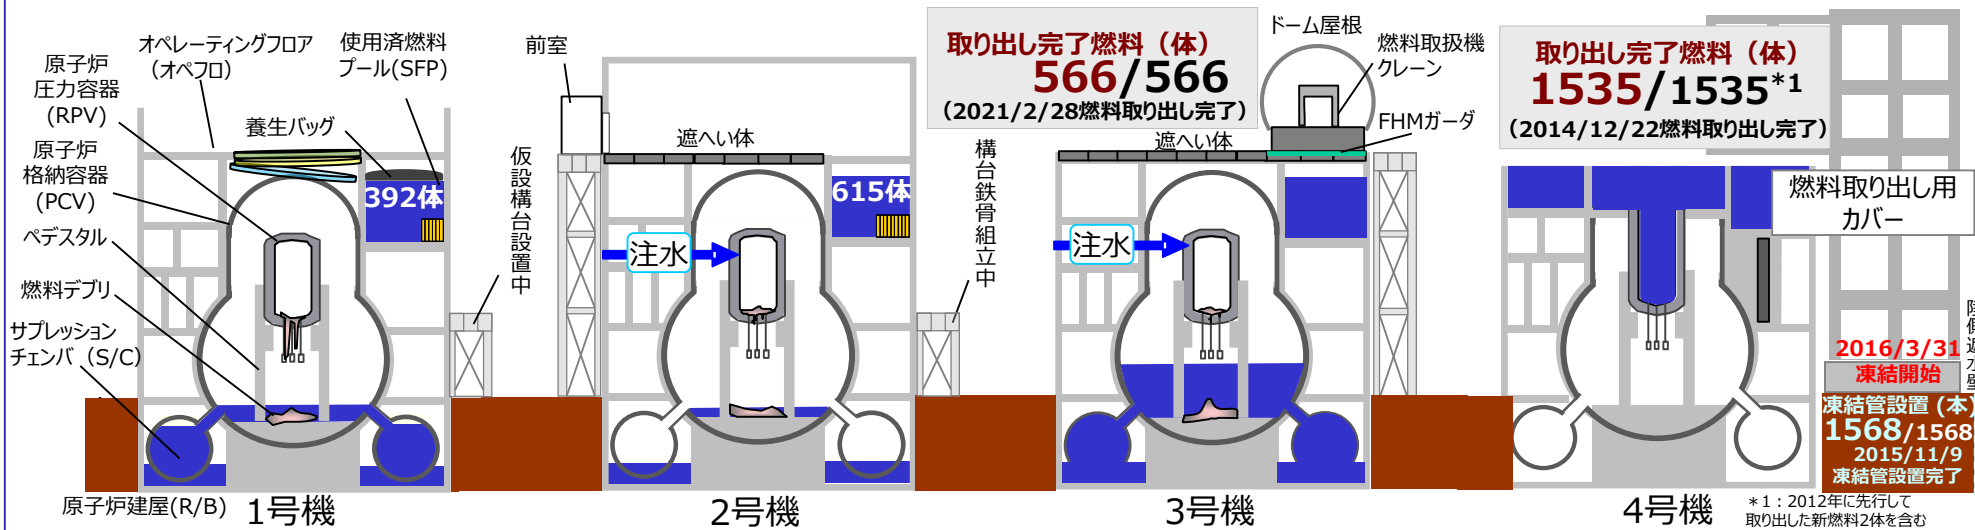 原子炉
圧力容器
(RPV)
オペレーティングフロア
(オペフロ)
使用済燃料
プール(SFP)
養生バッグ
原子炉
格納容器
(PCV)
ペデスタル
燃料デブリ
サプレッション
チェンバ (S/C)
392体
原子炉建屋(R/B)
1号機
仮設構台設置中
前室
遮へい体
615体
注水
2号機
構台鉄骨組立中
取り出し完了燃料（体）
566/566
(2021/2/28燃料取り出し完了)
ドーム屋根
燃料取扱機
クレーン
FHMガーダ
遮へい体
注水
3号機
取り出し完了燃料（体）
1535/1535*1
(2014/12/22燃料取り出し完了)
燃料取り出し用
カバー
4号機
陸側遮水壁
2016/3/31
凍結開始
凍結管設置 (本)
1568/1568
2015/11/9
凍結管設置完了
*1：2012年に先行して
取り出した新燃料2体を含む